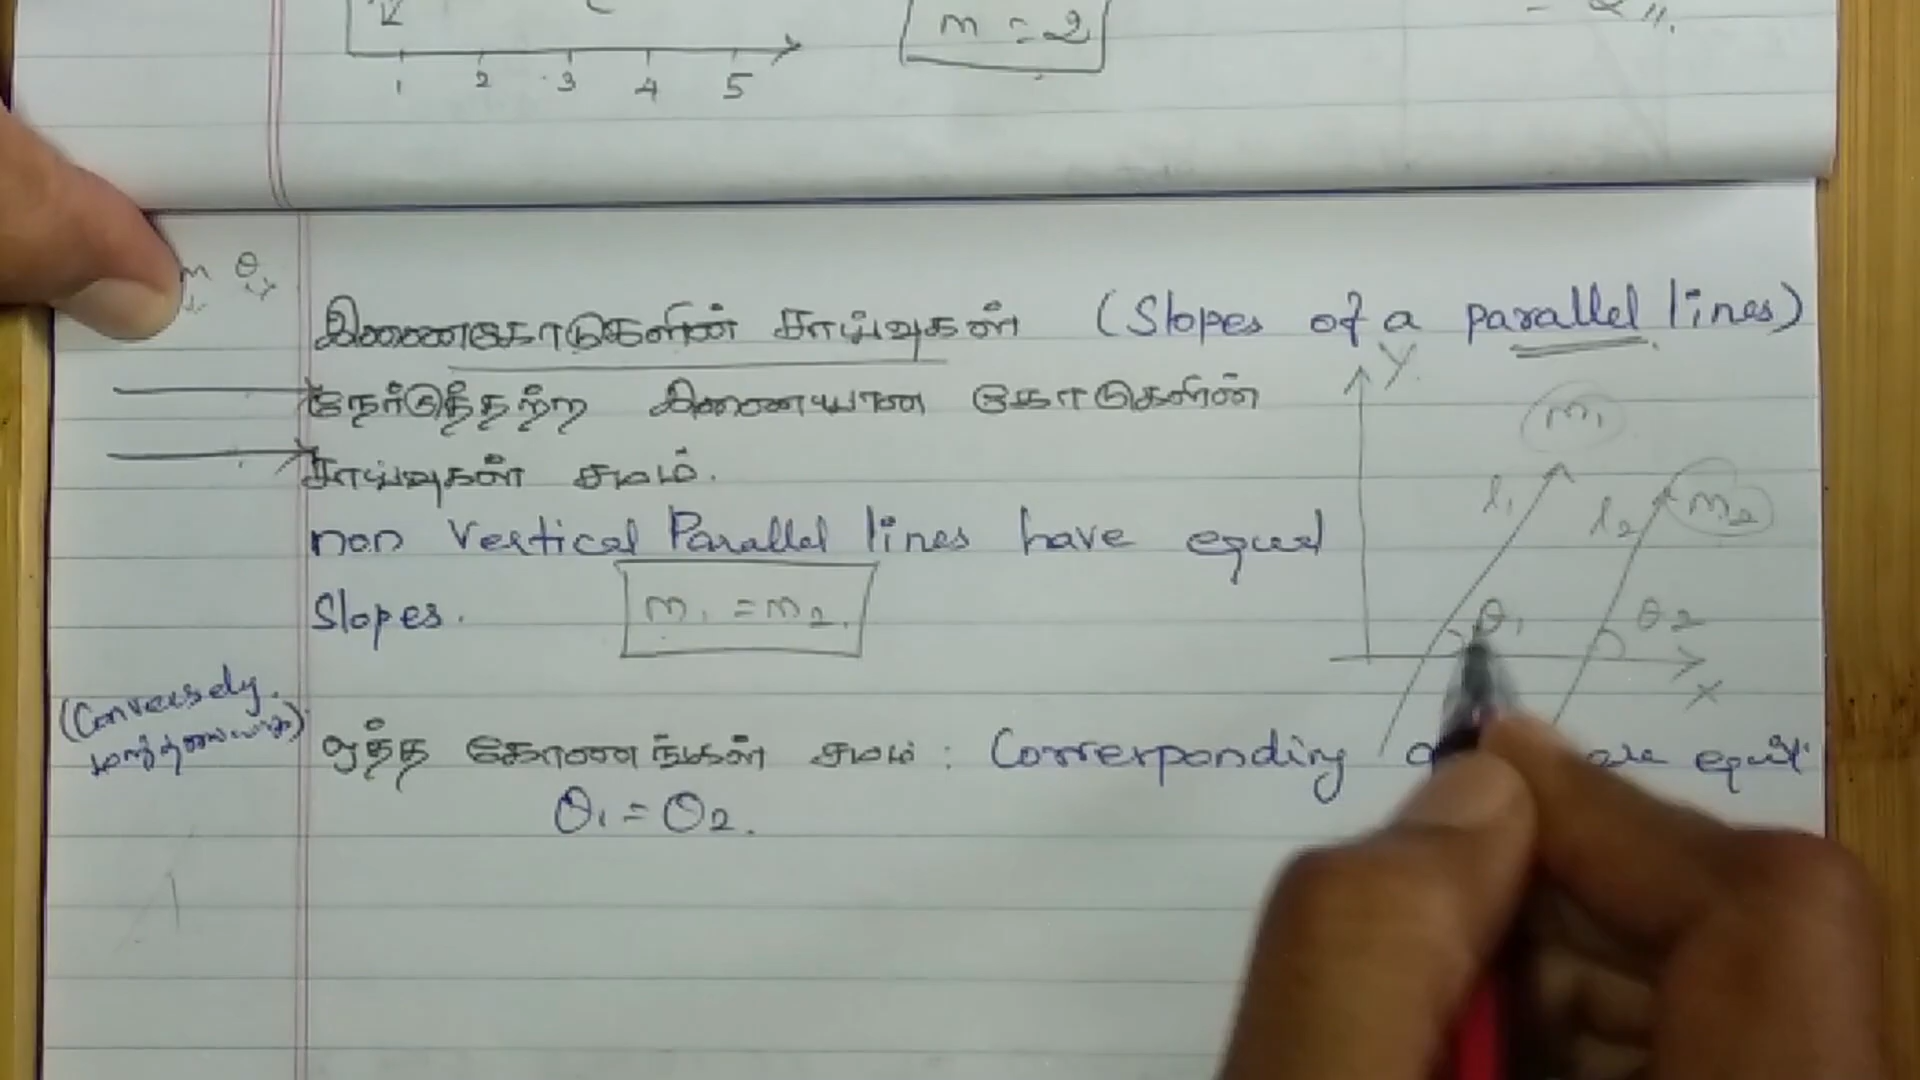 1 2 3 4 5
m = 2
m θ
இணைகோடுகளின் சாய்வுகள் (Slopes of a parallel lines)
நேர்குத்தற்ற இணையான கோடுகளின்
சாய்வுகள் சமம்.
non Vertical Parallel lines have equal
Slopes. m₁ = m₂.
Y
m₁
l₁ l₂ m₂
θ₁ θ2
X
(Conversely
ஒத்த கோணங்கள் சமம் : Corresponding are equal
θ₁ = θ₂.